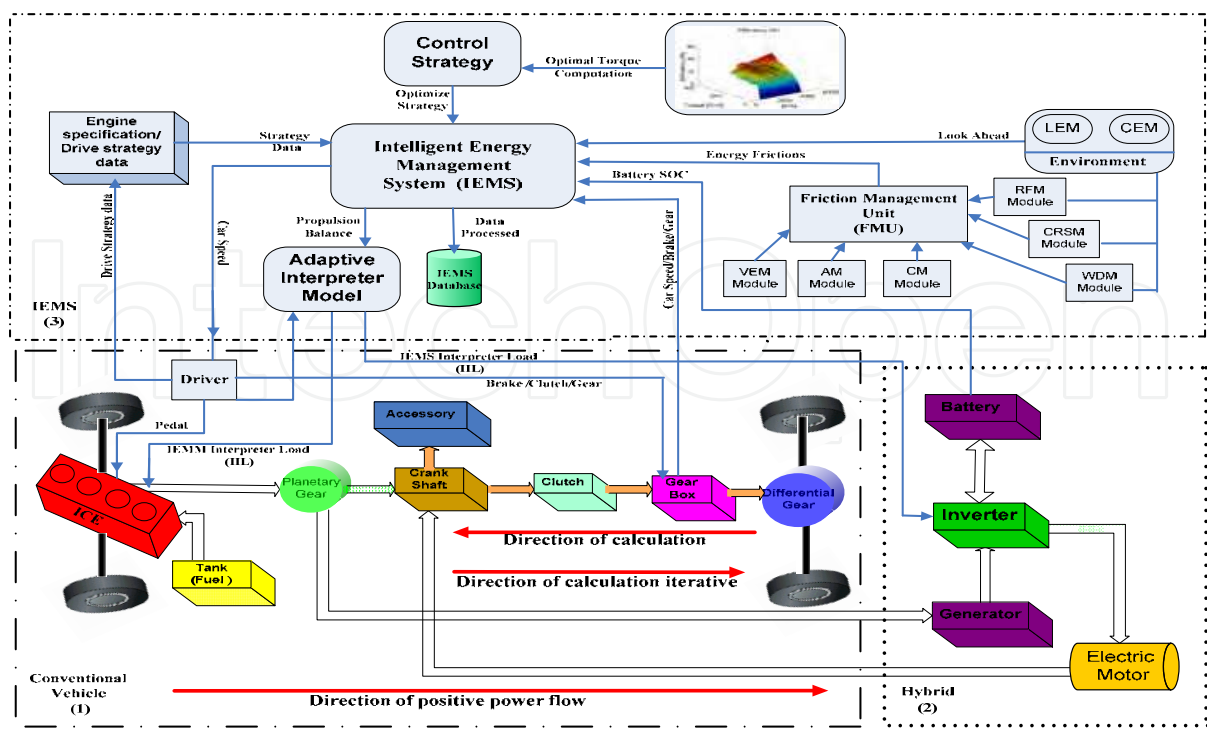 Control
Strategy
Optimal Torque
Computation
Optimize
Strategy
Engine
specification/
Drive strategy
data
Strategy
Data
Intelligent Energy
Management
System (IEMS)
Look Ahead
LEM
CEM
Environment
Energy Frictions
Battery SOC
Friction Management
Unit
(FMU)
RFM
Module
CRSM
Module
WDM
Module
VEM
Module
AM
Module
CM
Module
Drive Strategy data
Car Speed
Propulsion
Balance
Data
Processed
Adaptive
Interpreter
Model
IEMS
Database
Car Speed/Brake/Gear
IEMS
(3)
IntechOpen
Driver
IEMS Interpreter Load
(IIL)
Brake /Clutch/Gear
Pedal
IEMM Interpreter Load
(IIL)
Accessory
Battery
ICE
Planetary
Gear
Crank
Shaft
Clutch
Gear
Box
Differential
Gear
Inverter
Tank
(Fuel )
Direction of calculation
Direction of calculation iterative
Generator
Electric
Motor
Conventional
Vehicle
(1)
Direction of positive power flow
Hybrid
(2)